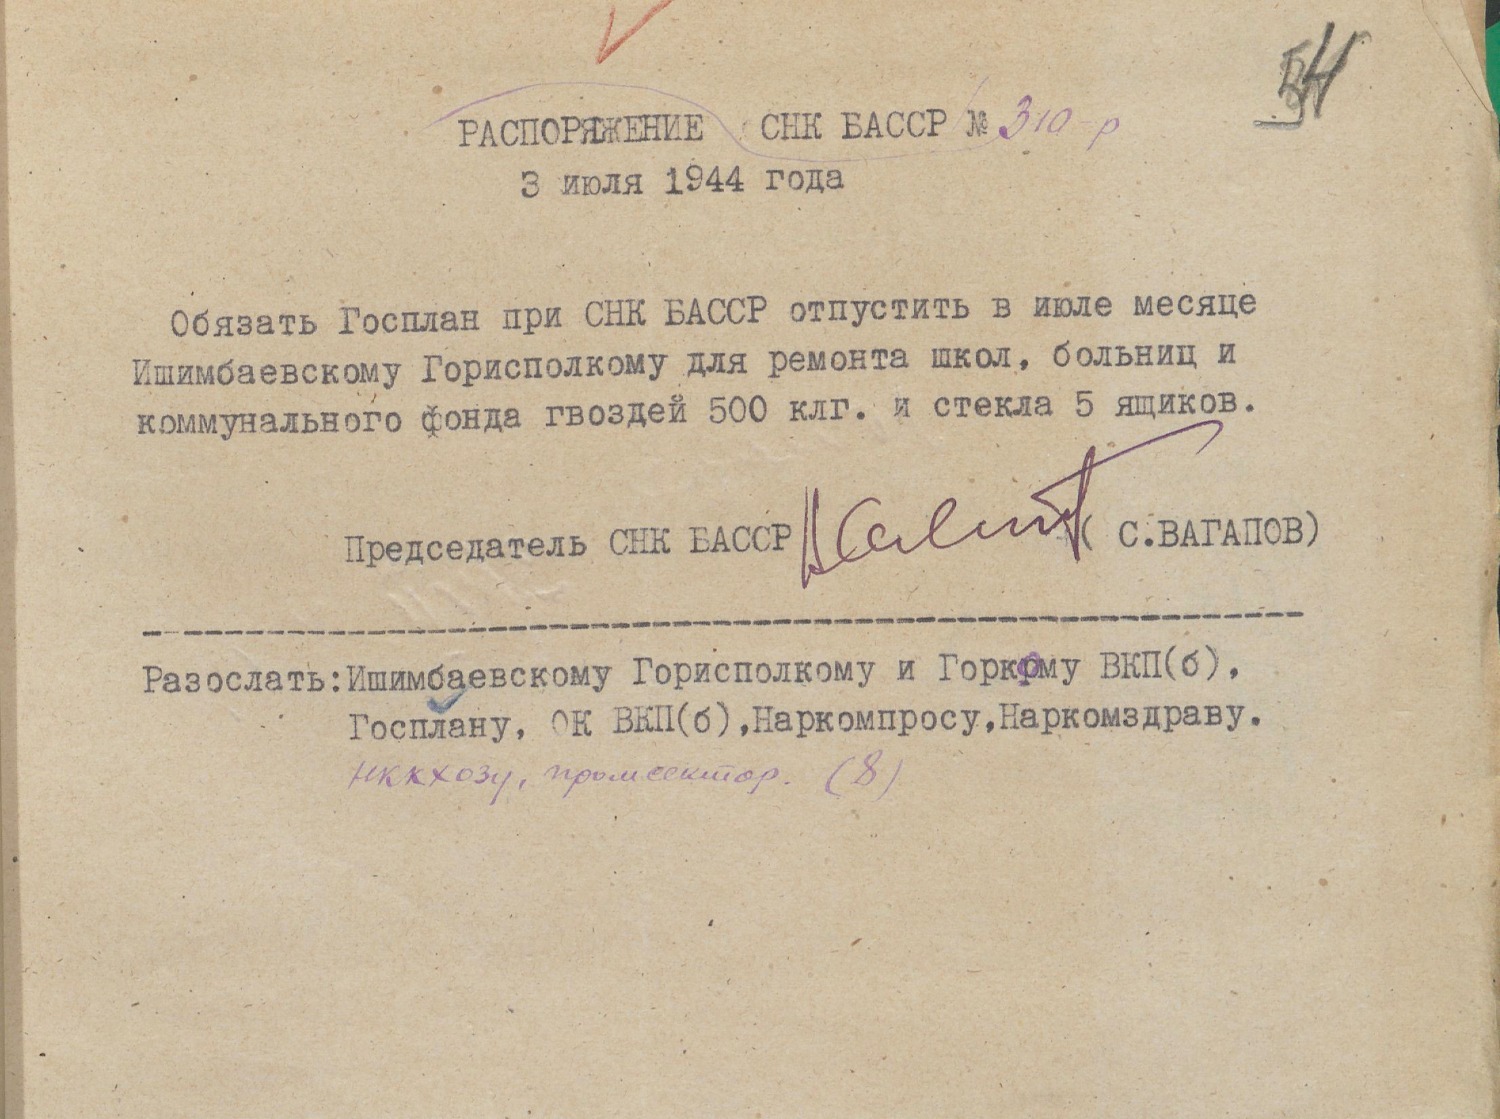 РАСПОРЯЖЕНИЕ СНК БАССР № 310-р
3 июля 1944 года
Обязать Госплан при СНК БАССР отпустить в июле месяце
Ишимбаевскому Горисполкому для ремонта школ, больниц и
коммунального фонда гвоздей 500 клг. и стекла 5 ящиков.
Председатель СНК БАССР ( С.ВАГАПОВ)
Разослать:Ишимбаевскому Горисполкому и Горкому ВКП(б),
Госплану, ОК ВКП(б),Наркомпросу,Наркомздраву.
НККХозу, промсектор. (8)